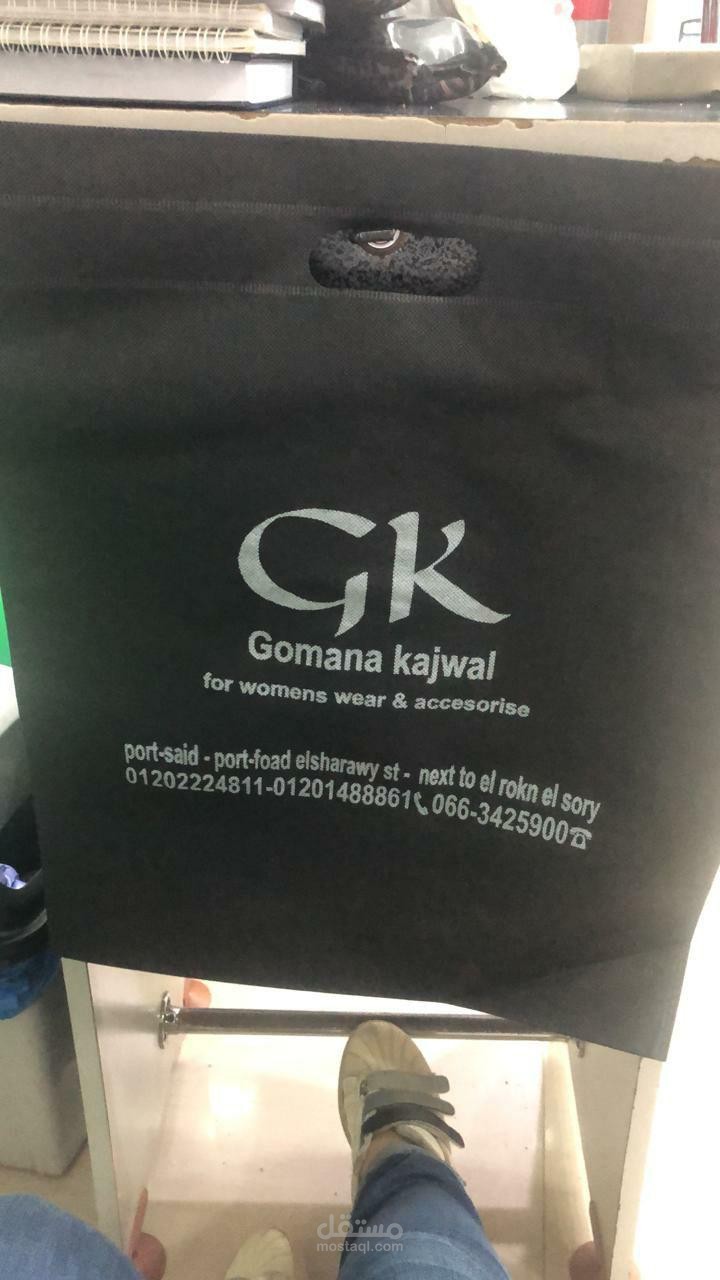 GK
Gomana kajwal
for womens wear & accesorise
port-said - port-foad elsharawy st - next to el rokn el sory
01202224811-01201488861 066-3425900
مستقل
mostaql.com